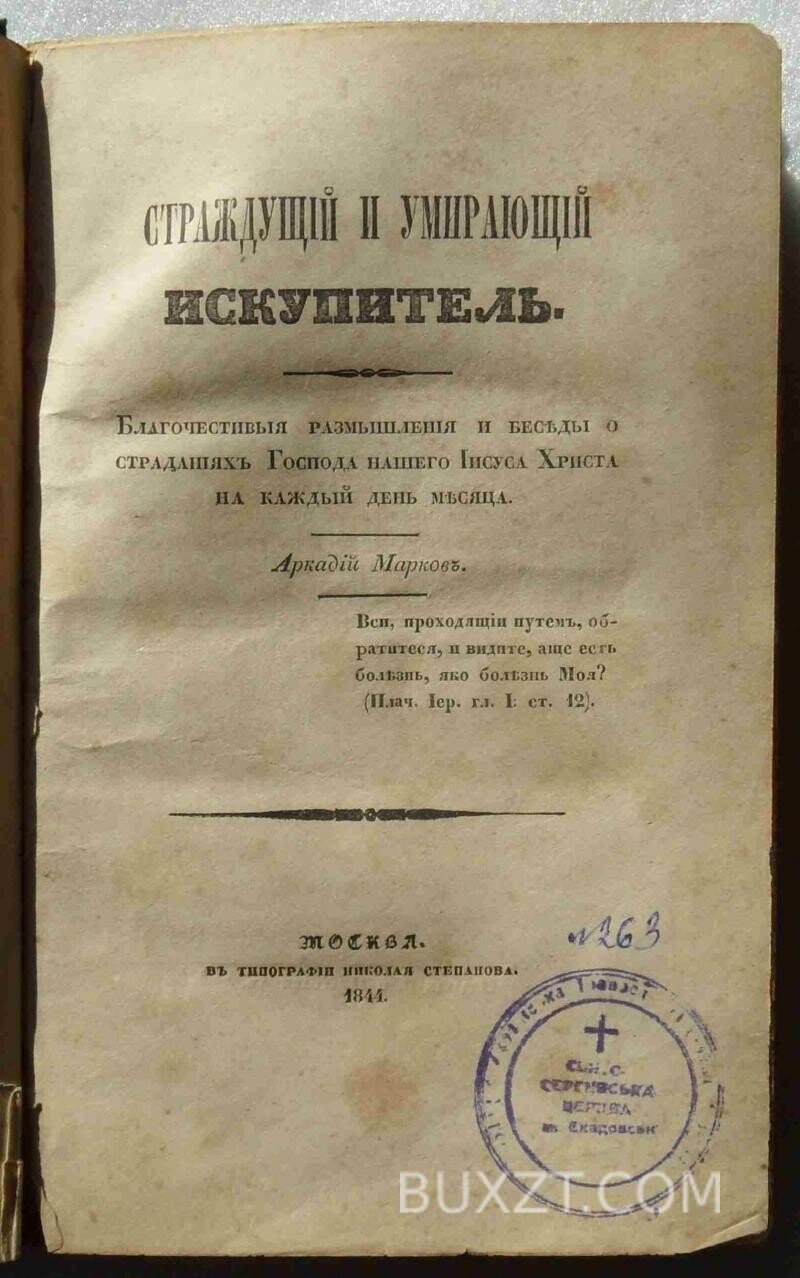 СТРАЖДУЩІЙ И УМИРАЮЩІЙ
ИСКУПИТЕЛЬ.
Благочестивыя размышленія и бесѣды о
страданіяхъ Господа нашего Іисуса Христа
на каждый день мѣсяца.
Аркадій Марковъ.
Вси, проходящіи путемъ, об-
ратитеся, и видите, аще есть
болѣзнь, яко болѣзнь Моя?
(Плач. Іер. гл. I: ст. 12).
МОСКВА.
ВЪ ТИПОГРАФІИ НИКОЛАЯ СТЕПАНОВА.
1844.
№263
СЕРГІЇВСЬКА
ЦЕРКВА
м. Скадовськ
BUXZT.COM